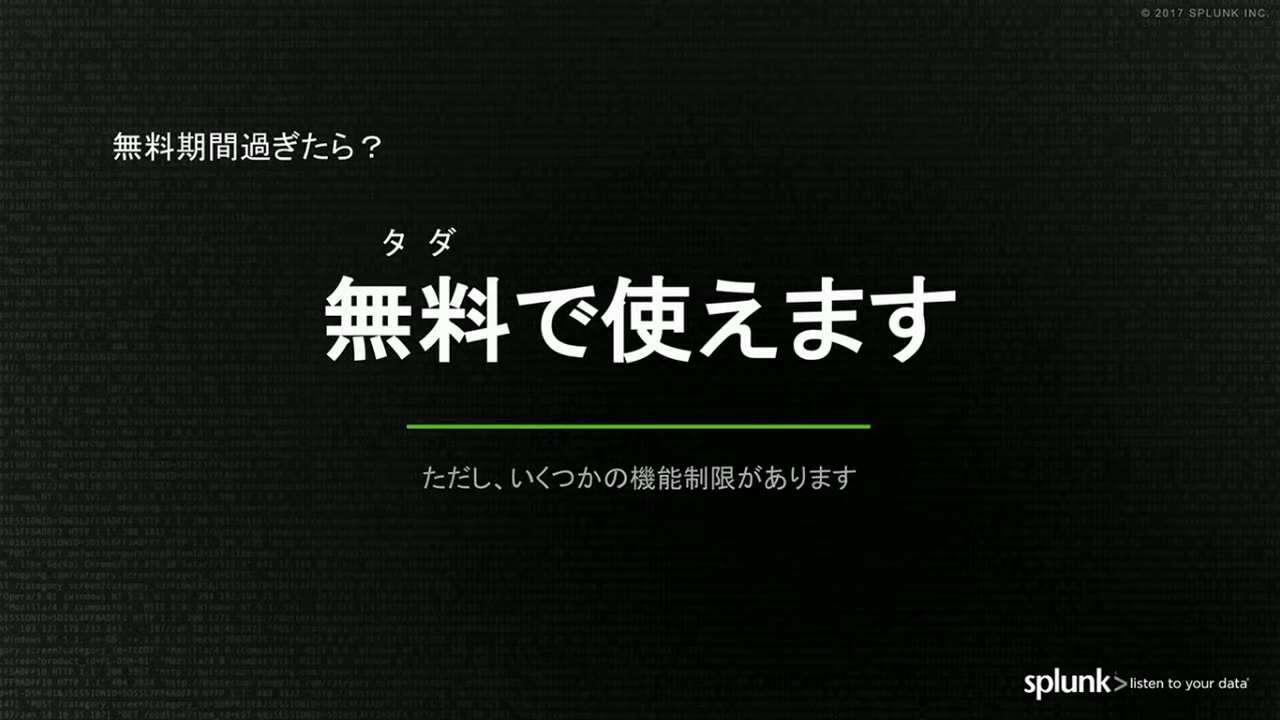 © 2017 SPLUNK INC.
無料期間過ぎたら？
タダ
無料で使えます
ただし、いくつかの機能制限があります
splunk> listen to your data®